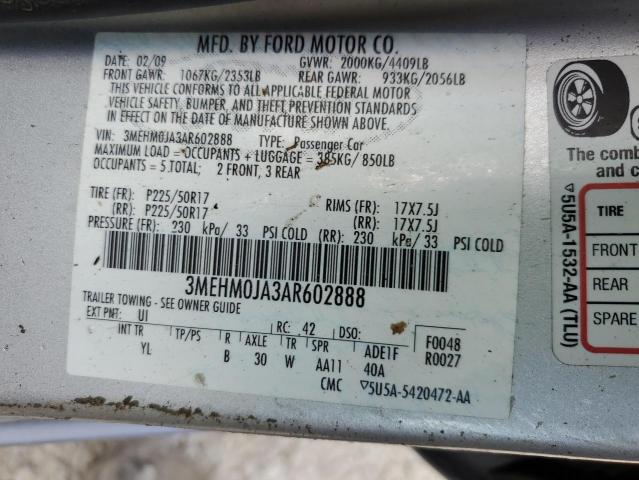 MFD. BY FORD MOTOR CO.
DATE: 02/09 GVWR: 2000KG/4409LB
FRONT GAWR: 1067KG/2353LB REAR GAWR: 933KG/2056LB
THIS VEHICLE CONFORMS TO ALL APPLICABLE FEDERAL MOTOR
VEHICLE SAFETY, BUMPER, AND THEFT PREVENTION STANDARDS
IN EFFECT ON THE DATE OF MANUFACTURE SHOWN ABOVE.
VIN: 3MEHM0JA3AR602888 TYPE: Passenger Car
MAXIMUM LOAD = OCCUPANTS + LUGGAGE = 385KG/ 850LB
OCCUPANTS = 5 TOTAL; 2 FRONT, 3 REAR
TIRE (FR): P225/50R17 RIMS (FR): 17X7.5J
(RR): P225/50R17 (RR): 17X7.5J
PRESSURE (FR): 230 kPa/ 33 PSI COLD (RR): 230 kPa/ 33 PSI COLD
3MEHM0JA3AR602888
TRAILER TOWING - SEE OWNER GUIDE
EXT PNT: UI RC: 42 DSO:
INT TR TP/PS R AXLE TR SPR ADE1F F0048
YL B 30 W AA11 40A R0027
CMC ▽5U5A-5420472-AA
The comb
and c
TIRE
FRONT
REAR
SPARE
▽5U5A-1532-AA (TLU)